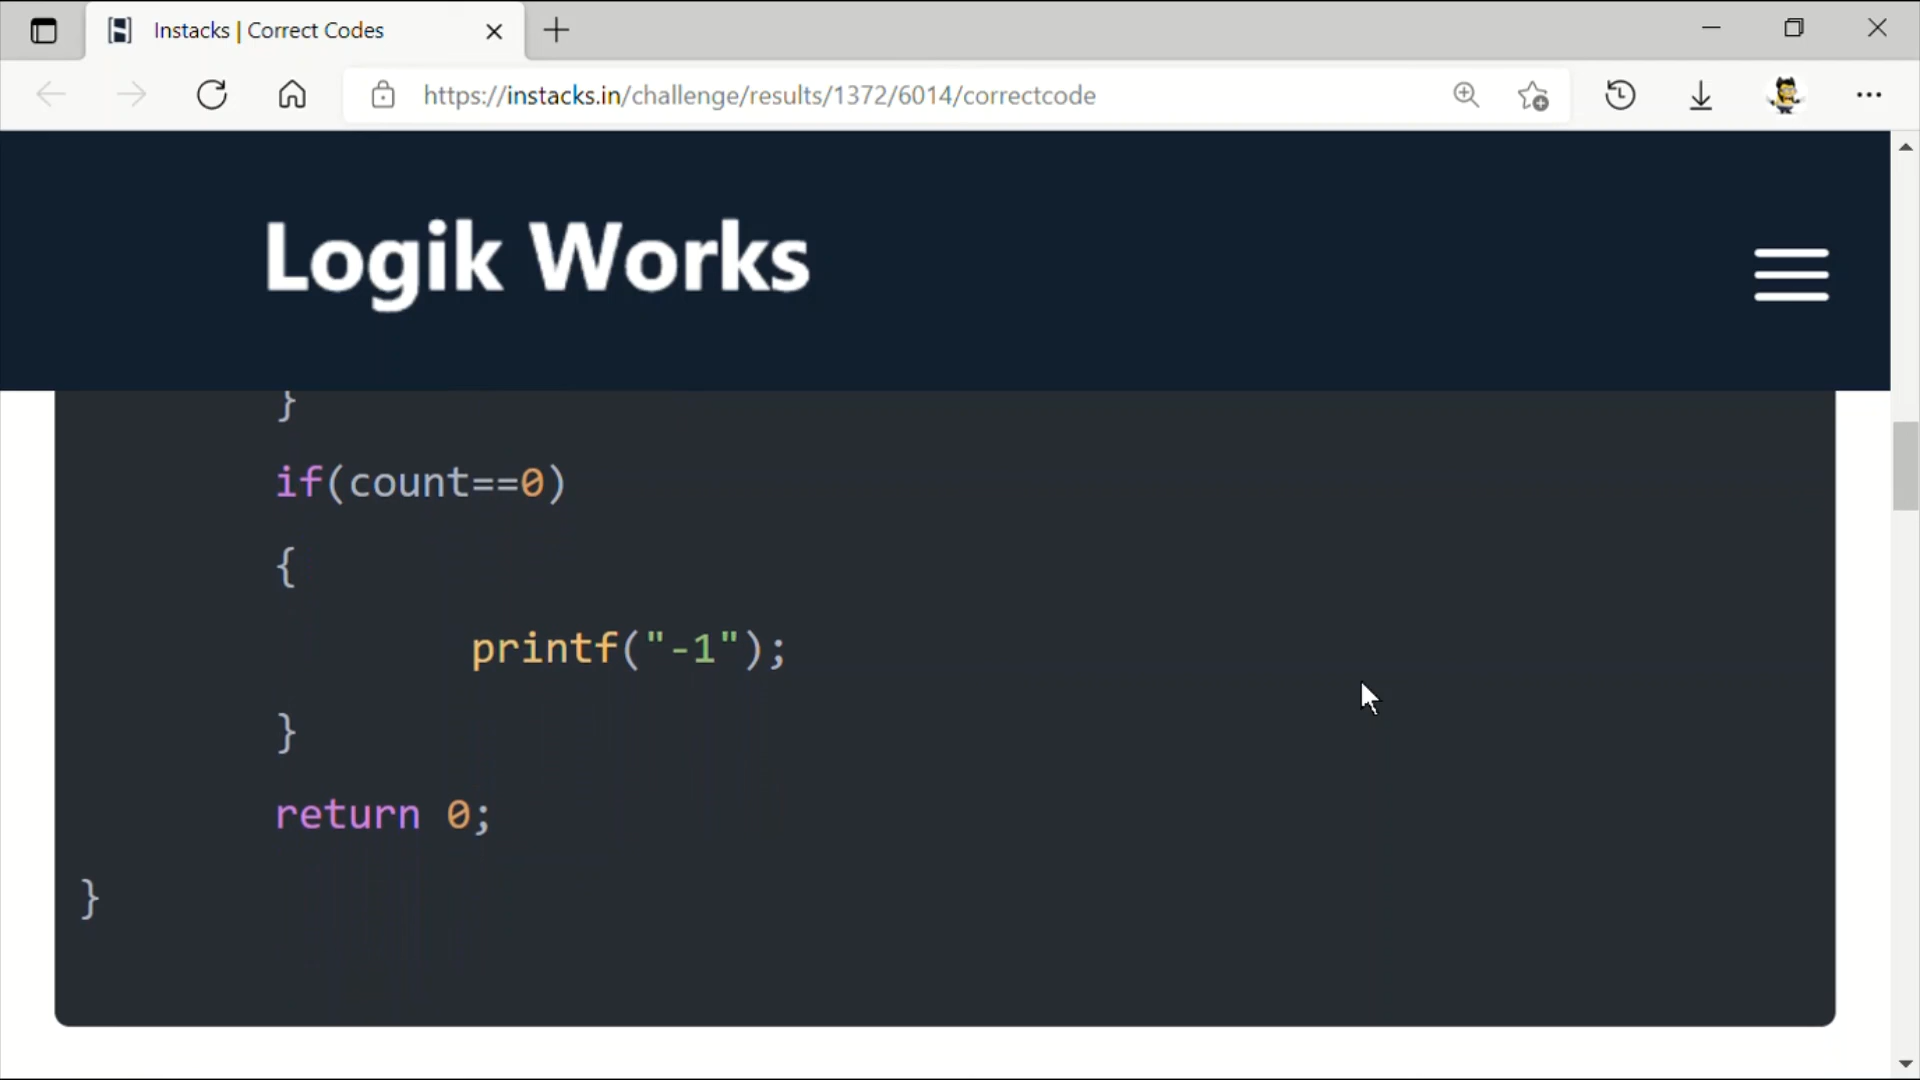 Instacks | Correct Codes
https://instacks.in/challenge/results/1372/6014/correctcode
Logik Works
}
if(count==0)
{
printf("-1");
}
return 0;
}